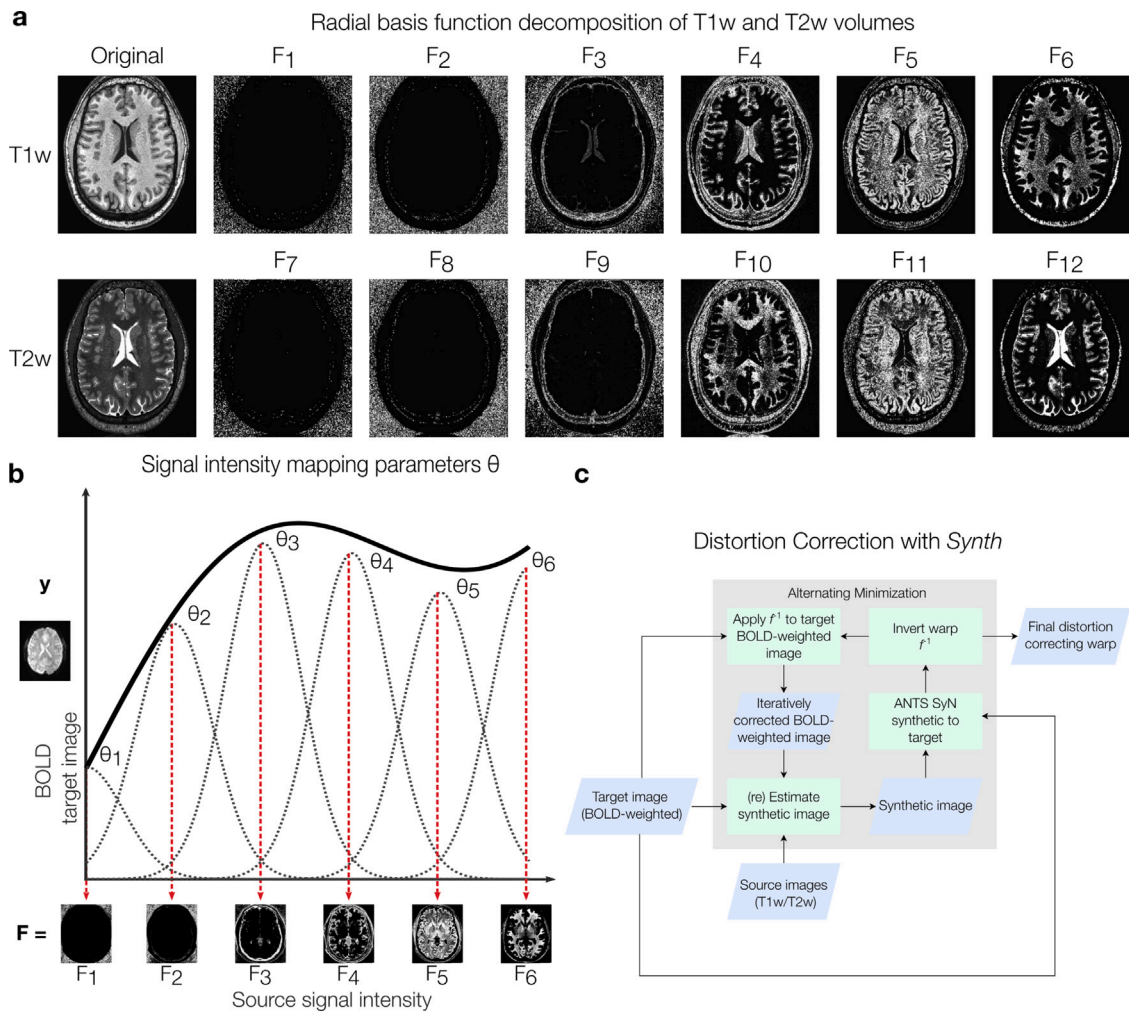 a
Radial basis function decomposition of T1w and T2w volumes
Original F1 F2 F3 F4 F5 F6
T1w
F7 F8 F9 F10 F11 F12
T2w
b
Signal intensity mapping parameters θ
y
BOLD
target image
θ1
θ2
θ3
θ4
θ5
θ6
F =
F1 F2 F3 F4 F5 F6
Source signal intensity
c
Distortion Correction with Synth
Alternating Minimization
Apply f-1 to target
BOLD-weighted
image
Invert warp
f-1
Final distortion
correcting warp
Iteratively
corrected BOLD-
weighted image
ANTS SyN
synthetic to
target
Target image
(BOLD-weighted)
(re) Estimate
synthetic image
Synthetic image
Source images
(T1w/T2w)